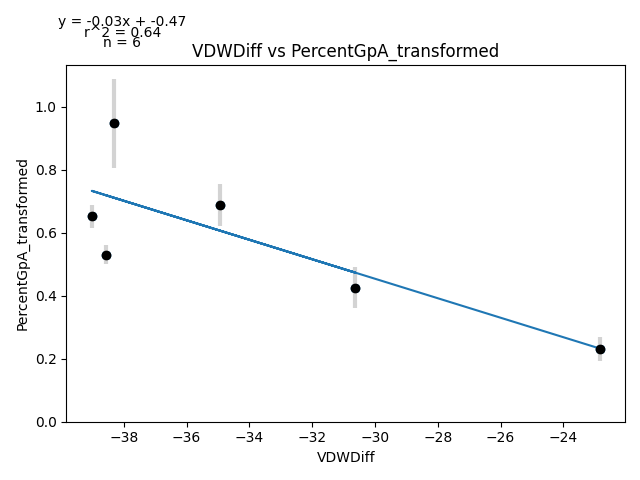 y = -0.03x + -0.47
r^2 = 0.64
n = 6
VDWDiff vs PercentGpA_transformed
PercentGpA_transformed
1.0
0.8
0.6
0.4
0.2
0.0
−38 −36 −34 −32 −30 −28 −26 −24
VDWDiff